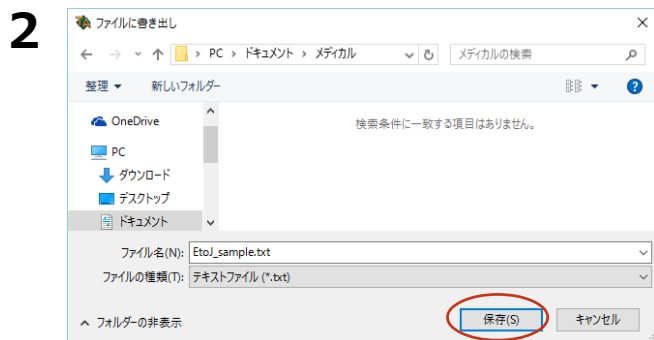 2
ファイルに書き出し
PC › ドキュメント › メディカル
メディカルの検索
整理
新しいフォルダー
OneDrive
検索条件に一致する項目はありません。
PC
ダウンロード
デスクトップ
ドキュメント
ファイル名(N): EtoJ_sample.txt
ファイルの種類(T): テキストファイル (*.txt)
フォルダーの非表示
保存(S)
キャンセル